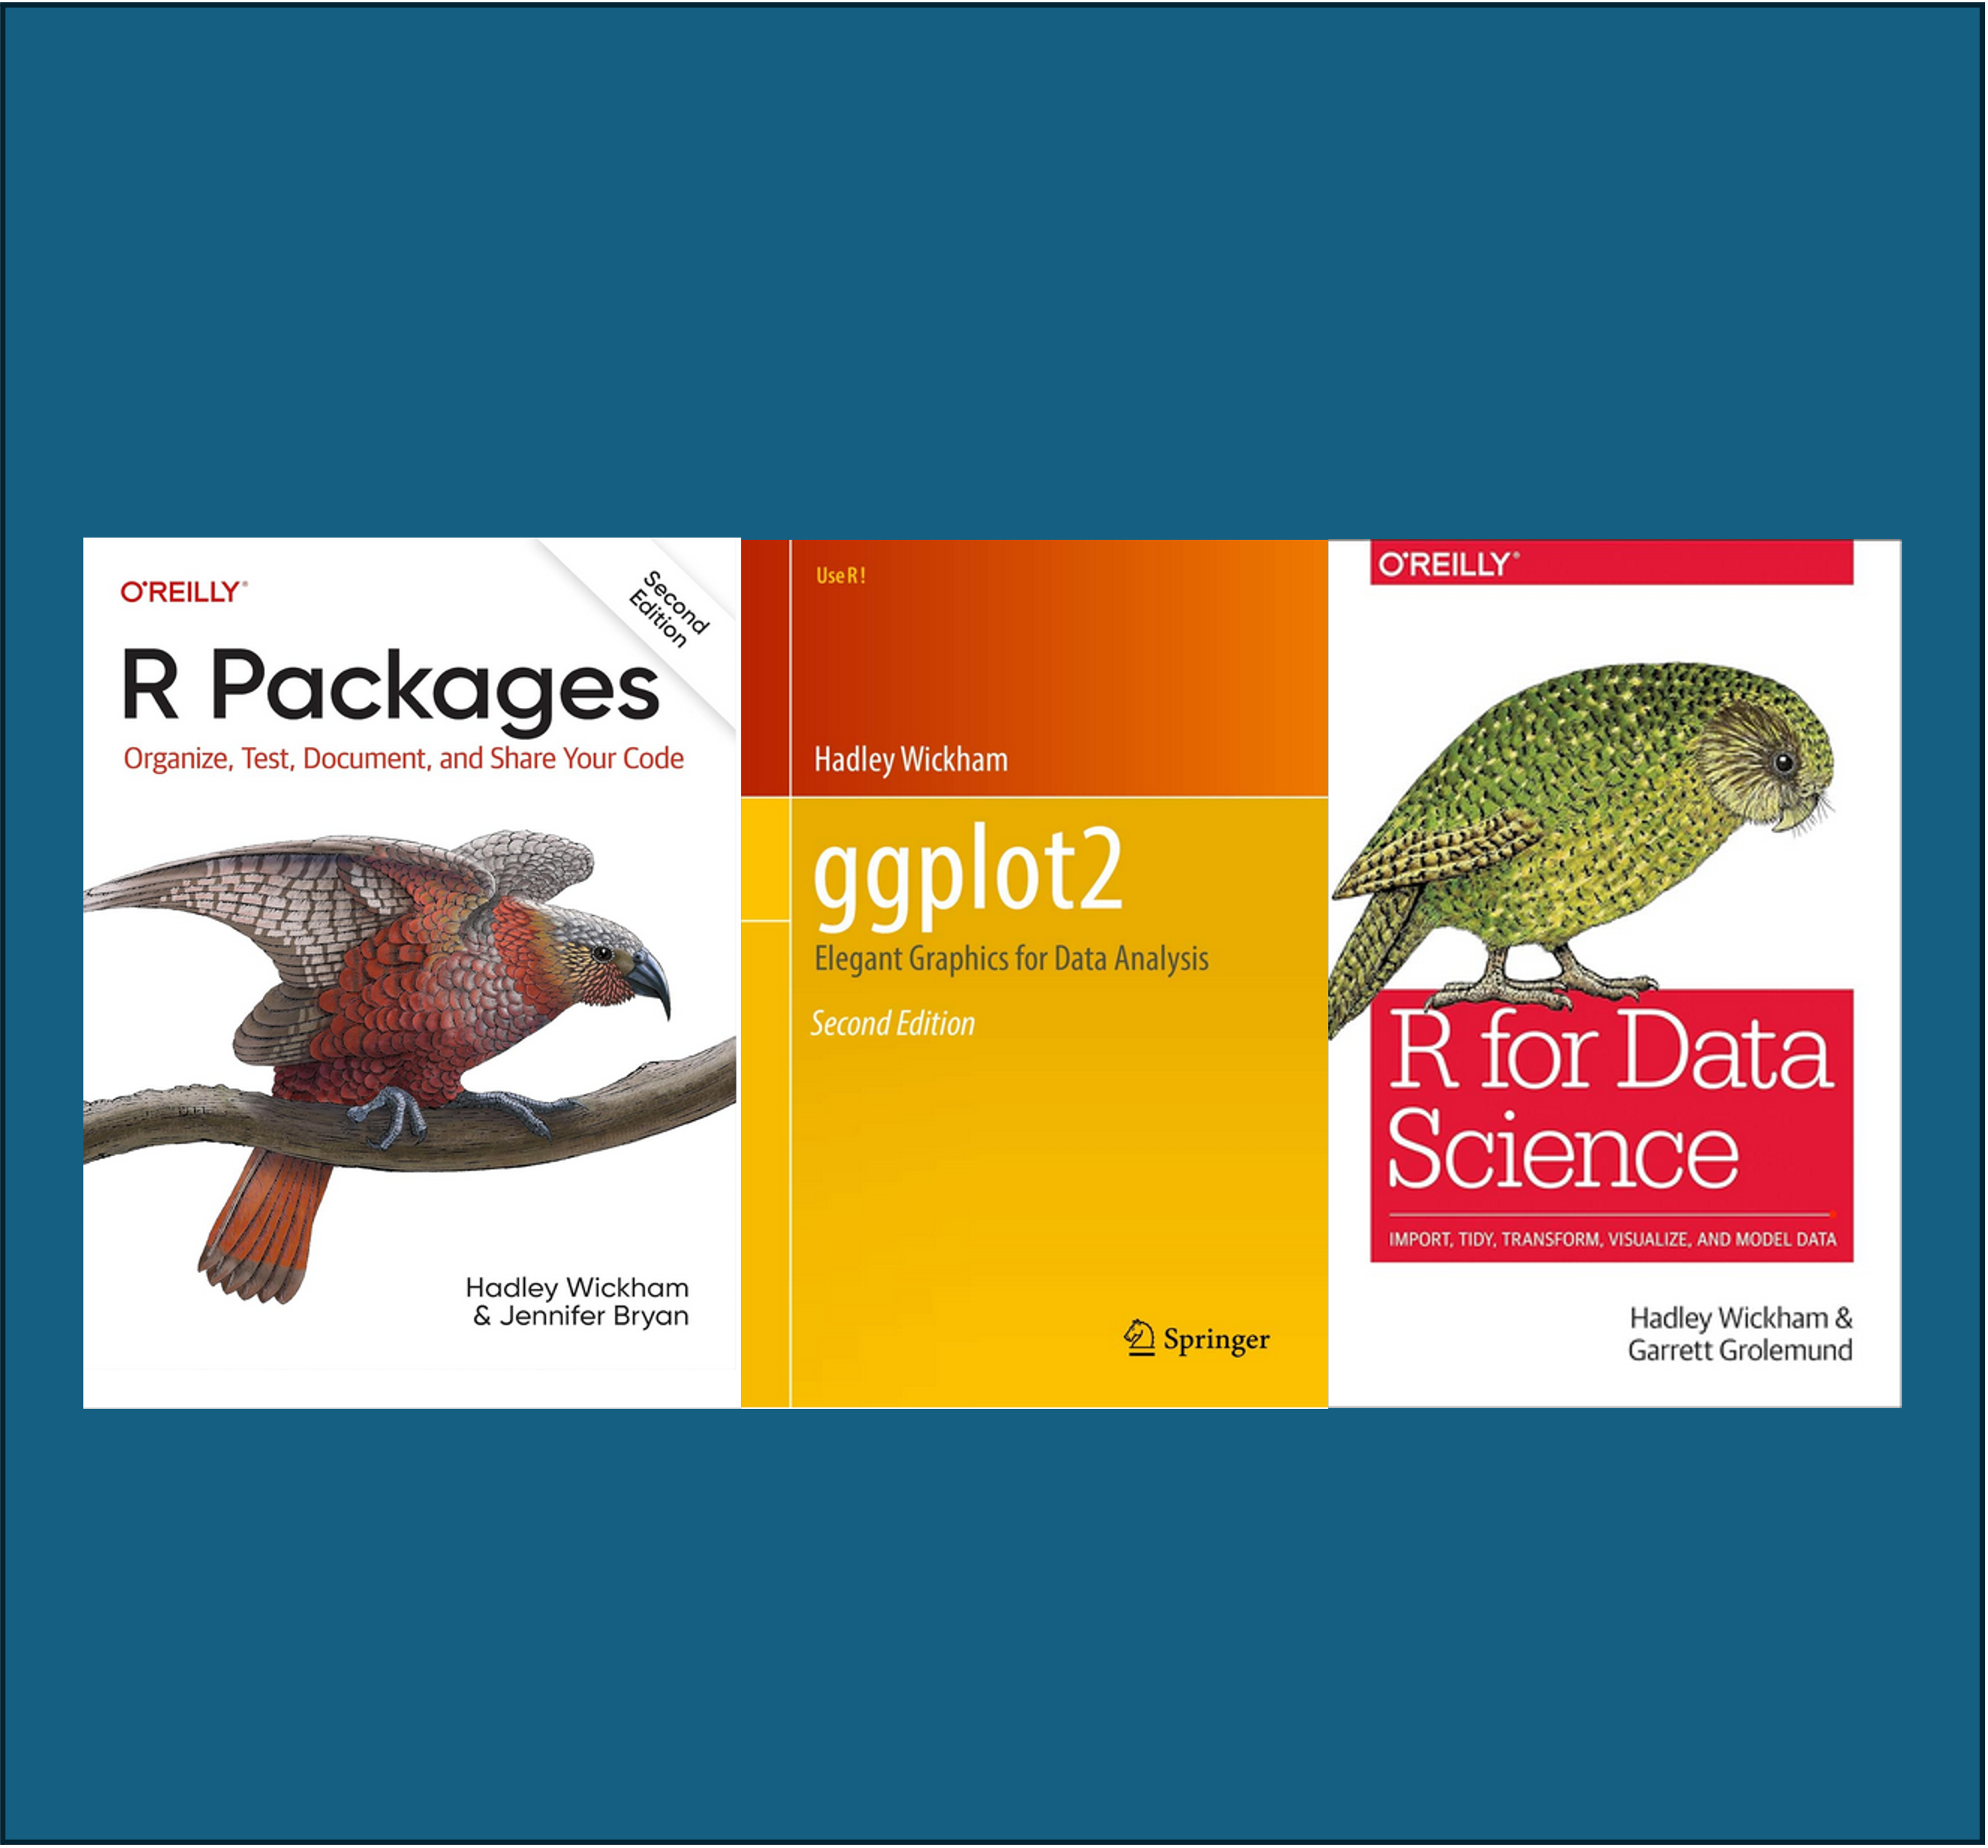 O'REILLY®
Second
Edition
R Packages
Organize, Test, Document, and Share Your Code
Hadley Wickham
& Jennifer Bryan
Use R!
Hadley Wickham
ggplot2
Elegant Graphics for Data Analysis
Second Edition
Springer
O'REILLY®
R for Data
Science
IMPORT, TIDY, TRANSFORM, VISUALIZE, AND MODEL DATA
Hadley Wickham &
Garrett Grolemund